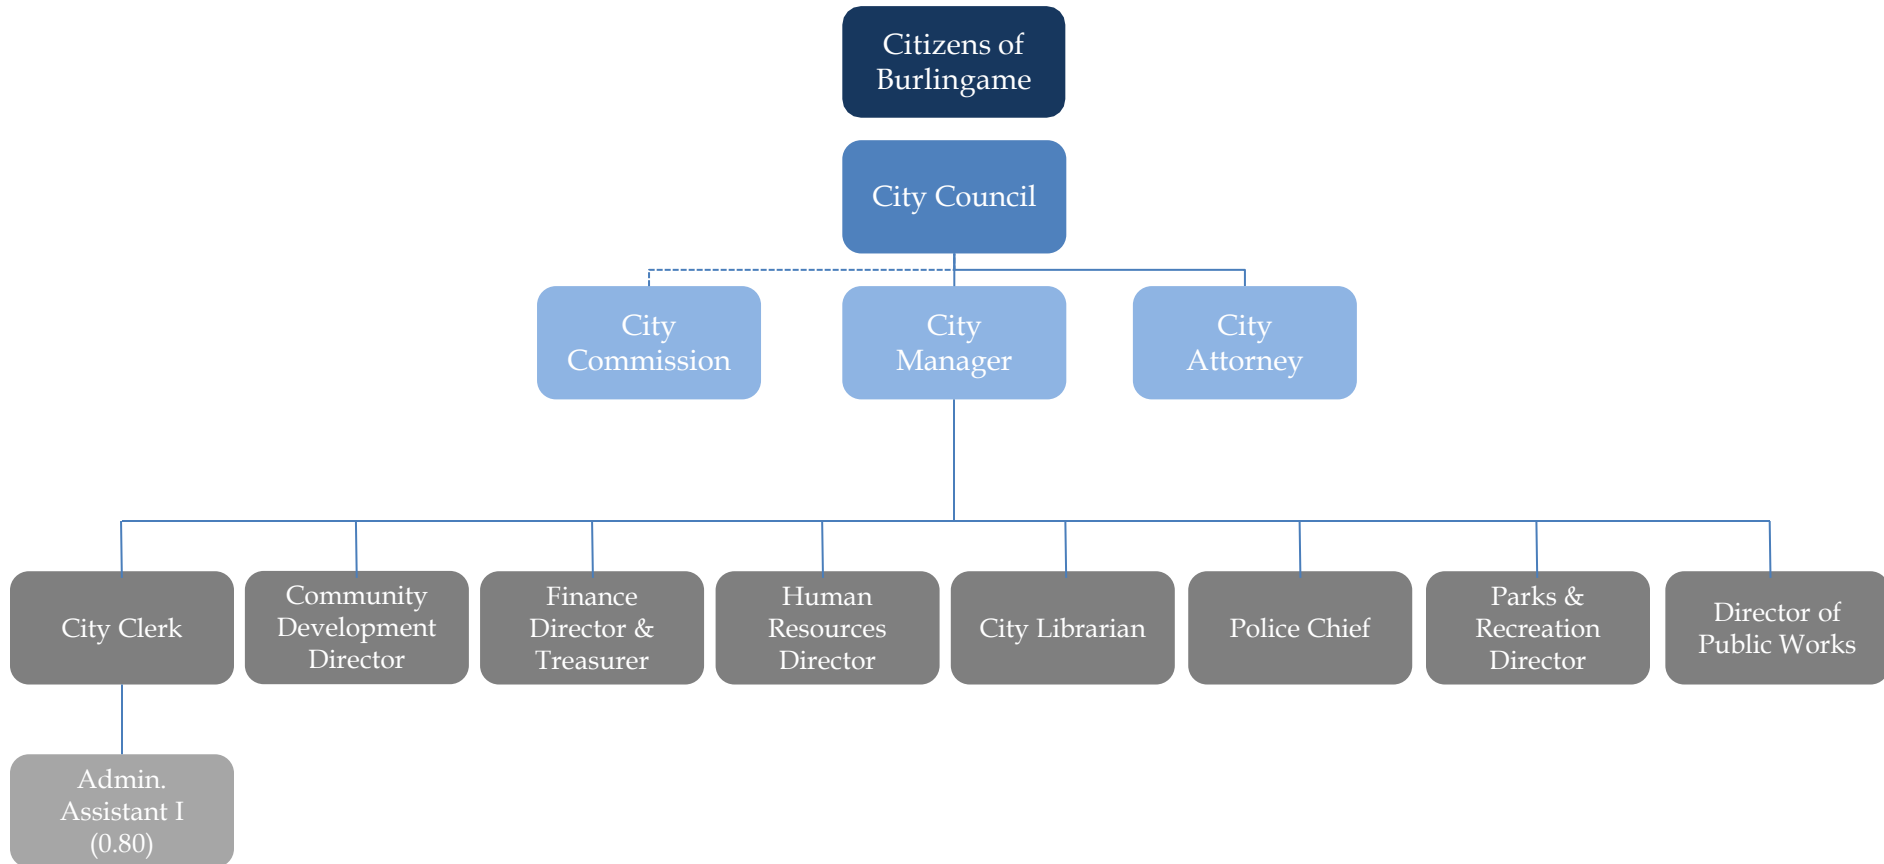 Citizens of
Burlingame
City Council
City
Commission
City
Manager
City
Attorney
City Clerk
Community
Development
Director
Finance
Director &
Treasurer
Human
Resources
Director
City Librarian
Police Chief
Parks &
Recreation
Director
Director of
Public Works
Admin.
Assistant I
(0.80)